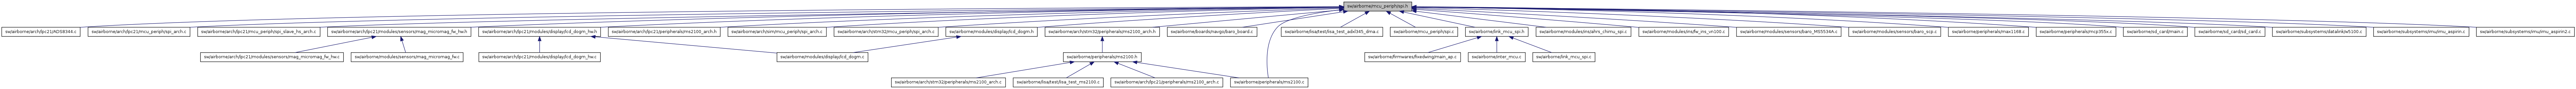 sw/airborne/mcu_periph/spi.h
sw/airborne/arch/lpc21/ADS8344.c
sw/airborne/arch/lpc21/mcu_periph/spi_arch.c
sw/airborne/arch/lpc21/mcu_periph/spi_slave_hs_arch.c
sw/airborne/arch/lpc21/modules/sensors/mag_micromag_fw_hw.h
sw/airborne/arch/lpc21/modules/display/lcd_dogm_hw.h
sw/airborne/arch/lpc21/peripherals/ms2100_arch.h
sw/airborne/arch/sim/mcu_periph/spi_arch.c
sw/airborne/arch/stm32/mcu_periph/spi_arch.c
sw/airborne/modules/display/lcd_dogm.h
sw/airborne/arch/stm32/peripherals/ms2100_arch.h
sw/airborne/boards/navgo/baro_board.c
sw/airborne/lisa/test/lisa_test_adxl345_dma.c
sw/airborne/mcu_periph/spi.c
sw/airborne/link_mcu_spi.h
sw/airborne/modules/ins/ahrs_chimu_spi.c
sw/airborne/modules/ins/fw_ins_vn100.c
sw/airborne/modules/sensors/baro_MS5534A.c
sw/airborne/modules/sensors/baro_scp.c
sw/airborne/peripherals/max1168.c
sw/airborne/peripherals/mcp355x.c
sw/airborne/sd_card/main.c
sw/airborne/sd_card/sd_card.c
sw/airborne/subsystems/datalink/w5100.c
sw/airborne/subsystems/imu/imu_aspirin.c
sw/airborne/subsystems/imu/imu_aspirin2.c
sw/airborne/arch/lpc21/modules/sensors/mag_micromag_fw_hw.c
sw/airborne/modules/sensors/mag_micromag_fw.c
sw/airborne/arch/lpc21/modules/display/lcd_dogm_hw.c
sw/airborne/modules/display/lcd_dogm.c
sw/airborne/peripherals/ms2100.h
sw/airborne/firmwares/fixedwing/main_ap.c
sw/airborne/inter_mcu.c
sw/airborne/link_mcu_spi.c
sw/airborne/arch/stm32/peripherals/ms2100_arch.c
sw/airborne/lisa/test/lisa_test_ms2100.c
sw/airborne/arch/lpc21/peripherals/ms2100_arch.c
sw/airborne/peripherals/ms2100.c